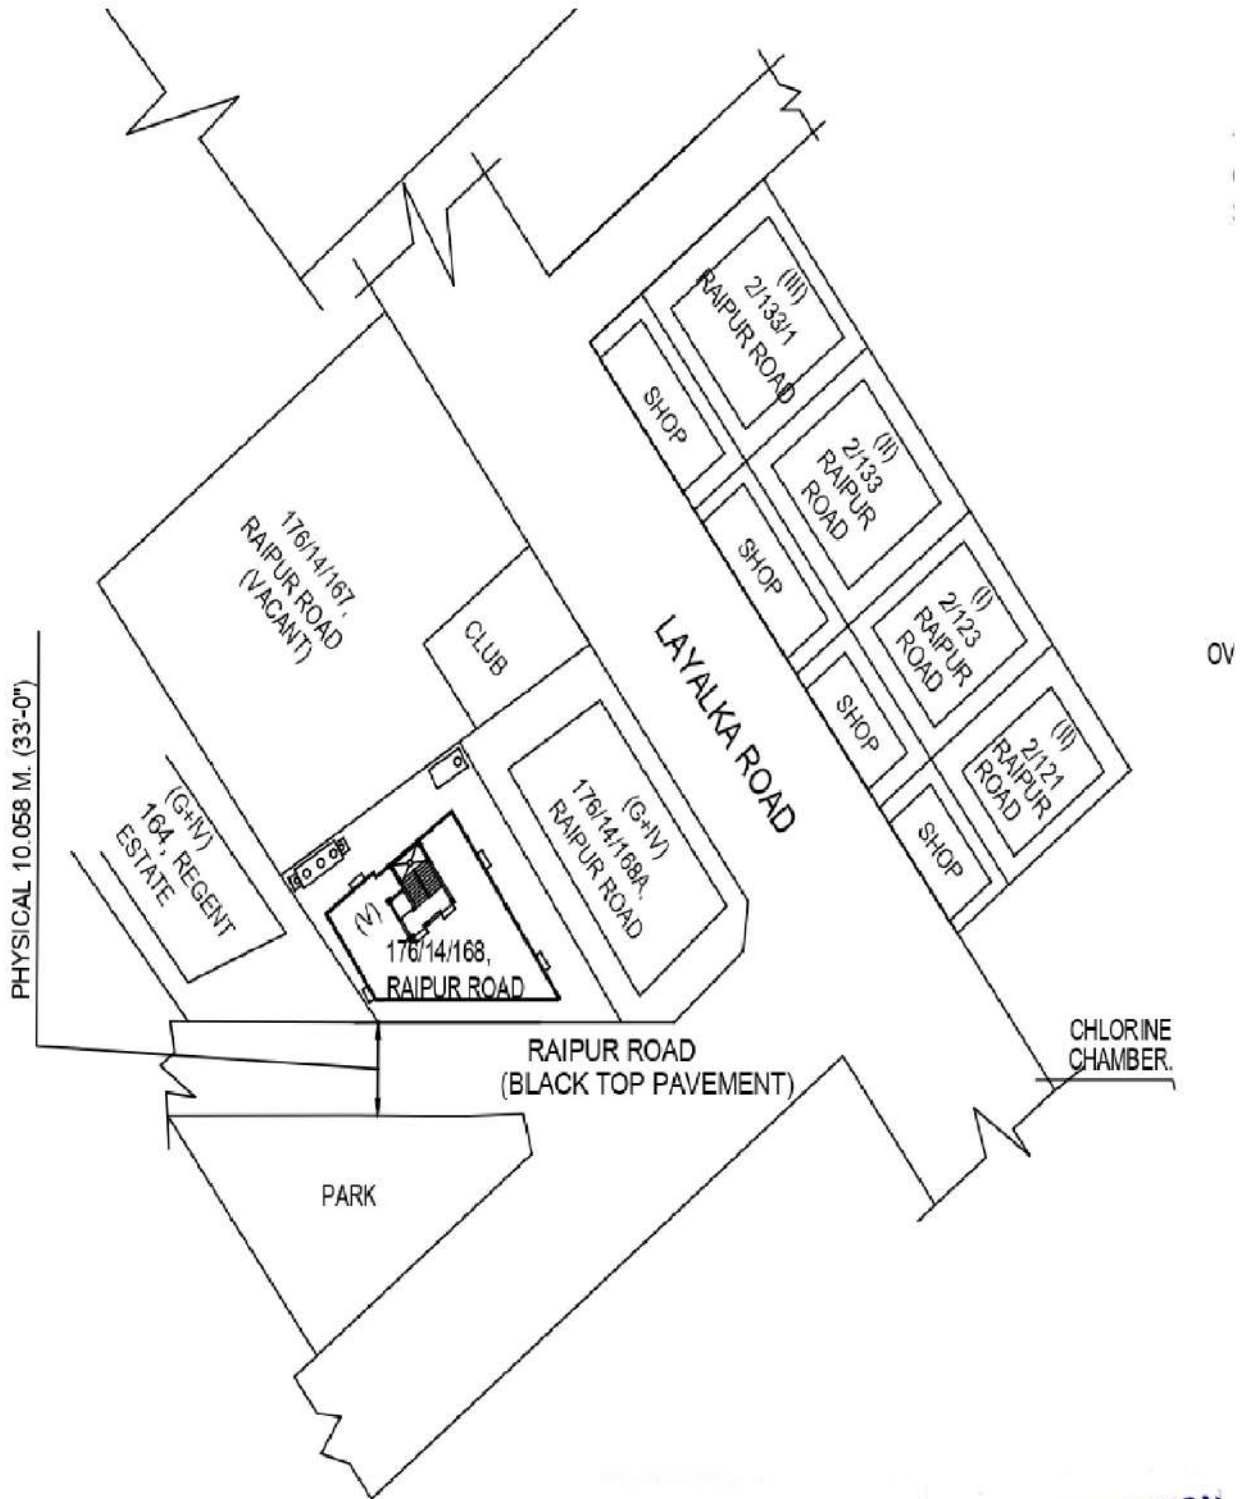 (III)
2/133/1
RAIPUR ROAD
SHOP
(II)
2/133
RAIPUR
ROAD
SHOP
(I)
2/123
RAIPUR
ROAD
SHOP
(II)
2/121
RAIPUR
ROAD
SHOP
176/14/167,
RAIPUR ROAD
(VACANT)
CLUB
LAYALKA ROAD
OV
PHYSICAL 10.058 M. (33'-0")
(G+IV)
164, REGENT
ESTATE
(V)
176/14/168,
RAIPUR ROAD
(G+IV)
176/14/168A,
RAIPUR ROAD
RAIPUR ROAD
(BLACK TOP PAVEMENT)
CHLORINE
CHAMBER.
PARK